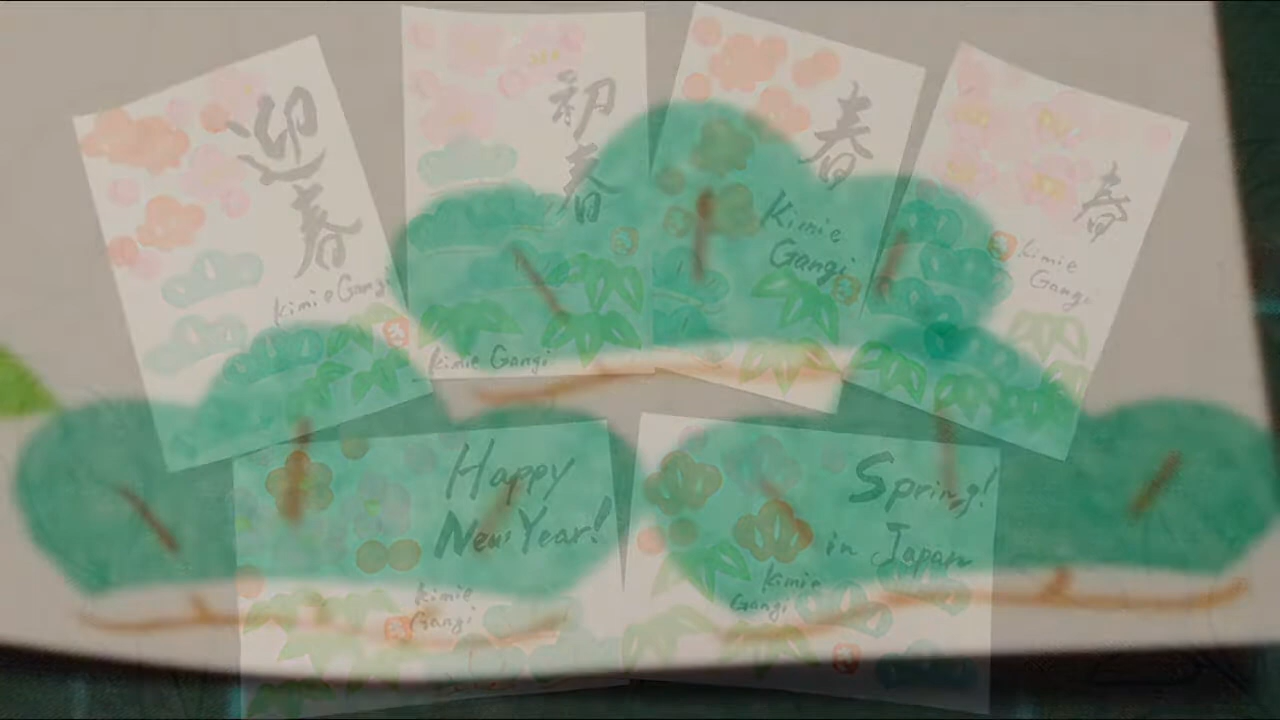 迎春
kimie Gangi
初春
kimie Gangi
春
Kimie
Gangi
春
kimie
Gangi
Happy
New Year!
kimie
Gangi
Spring!
in Japan
kimie
Gangi